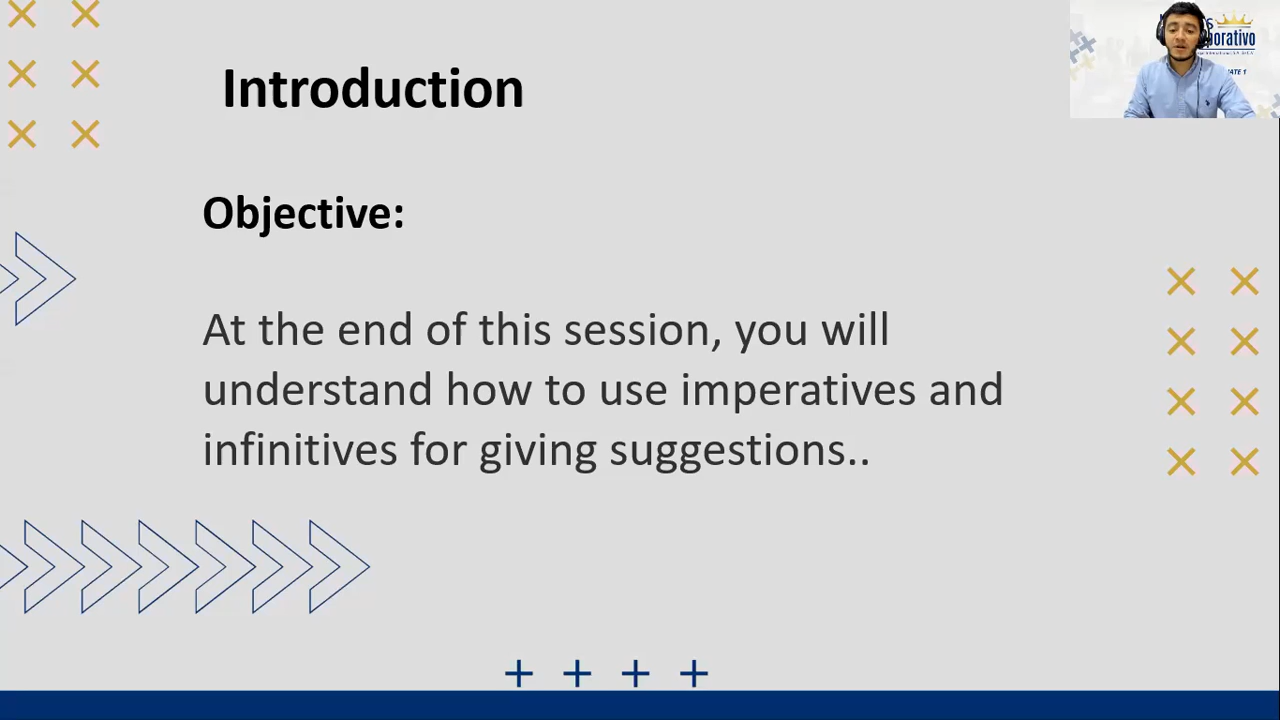 Introduction
Objective:
At the end of this session, you will
understand how to use imperatives and
infinitives for giving suggestions..